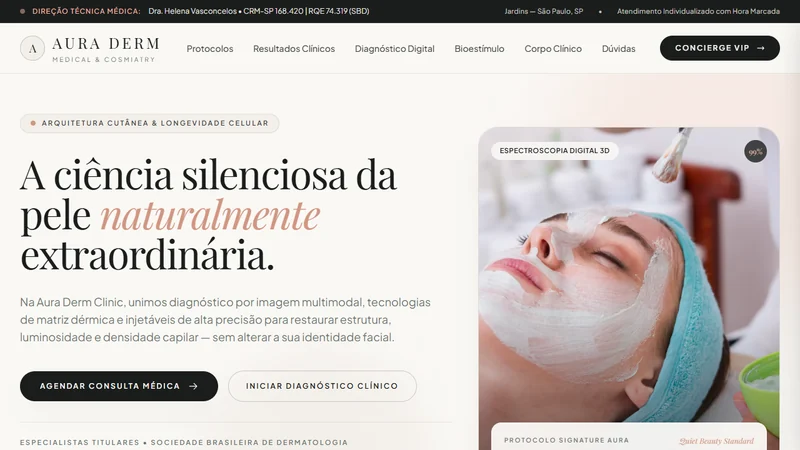 DIREÇÃO TÉCNICA MÉDICA: Dra. Helena Vasconcelos • CRM-SP 168.420 | RQE 74.319 (SBD)
Jardins — São Paulo, SP • Atendimento Individualizado com Hora Marcada
A AURA DERM
MEDICAL & COSMIATRY
Protocolos Resultados Clínicos Diagnóstico Digital Bioestímulo Corpo Clínico Dúvidas
CONCIERGE VIP →
ARQUITETURA CUTÂNEA & LONGEVIDADE CELULAR
A ciência silenciosa da
pele naturalmente
extraordinária.
Na Aura Derm Clinic, unimos diagnóstico por imagem multimodal, tecnologias
de matriz dérmica e injetáveis de alta precisão para restaurar estrutura,
luminosidade e densidade capilar — sem alterar a sua identidade facial.
AGENDAR CONSULTA MÉDICA →
INICIAR DIAGNÓSTICO CLÍNICO
ESPECIALISTAS TITULARES • SOCIEDADE BRASILEIRA DE DERMATOLOGIA
ESPECTROSCOPIA DIGITAL 3D
99%
PROTOCOLO SIGNATURE AURA
Quiet Beauty Standard